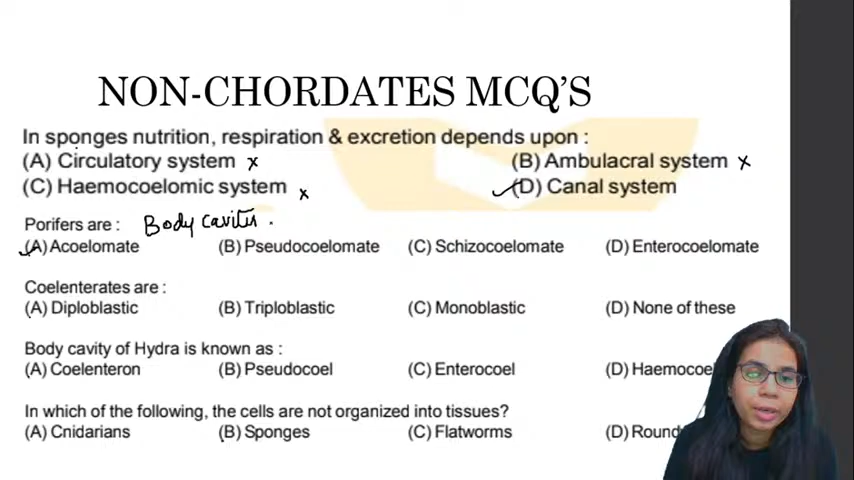 NON-CHORDATES MCQ'S
In sponges nutrition, respiration & excretion depends upon :
(A) Circulatory system x (B) Ambulacral system x
(C) Haemocoelomic system x (D) Canal system
Porifers are : Body cavities .
(A) Acoelomate (B) Pseudocoelomate (C) Schizocoelomate (D) Enterocoelomate
Coelenterates are :
(A) Diploblastic (B) Triploblastic (C) Monoblastic (D) None of these
Body cavity of Hydra is known as :
(A) Coelenteron (B) Pseudocoel (C) Enterocoel (D)
In which of the following, the cells are not organized into tissues?
(A) Cnidarians (B) Sponges (C) Flatworms (D)